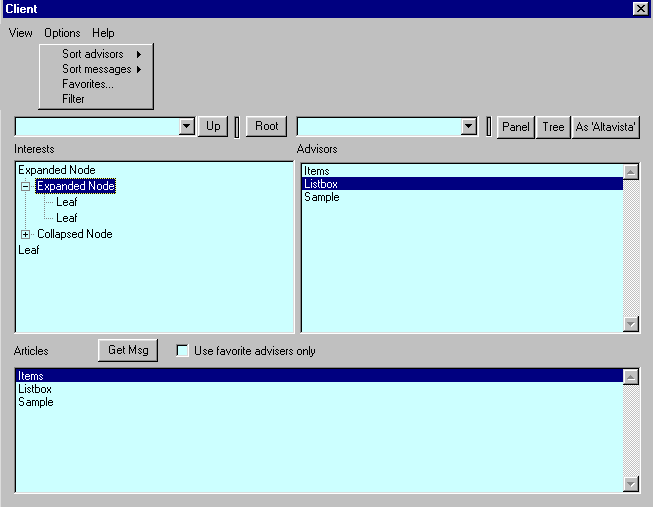 Client
View Options Help
Sort advisors
Sort messages
Favorites...
Filter
Up Root Panel Tree As 'Altavista'
Interests Advisors
Expanded Node
Expanded Node
Leaf
Leaf
Collapsed Node
Leaf
Items
Listbox
Sample
Articles Get Msg Use favorite advisers only
Items
Listbox
Sample